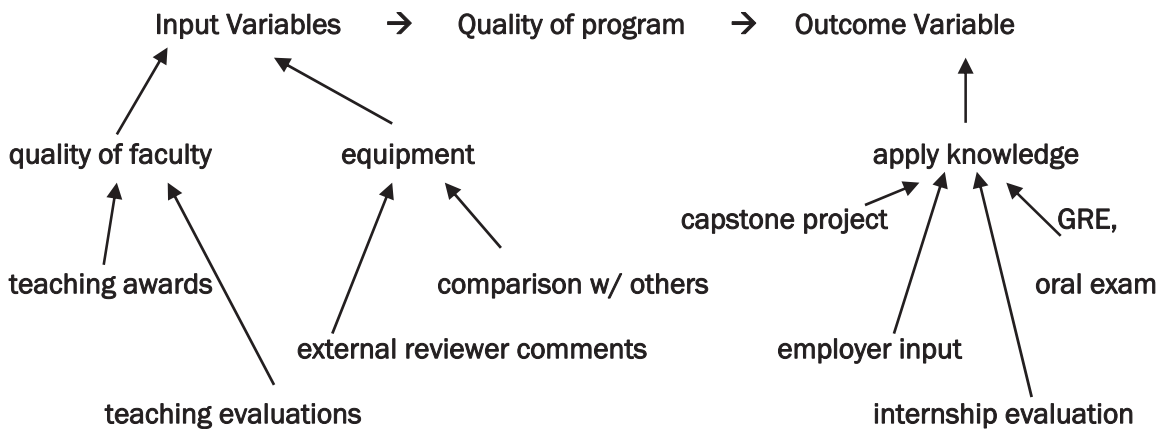 Input Variables → Quality of program → Outcome Variable
quality of faculty equipment apply knowledge
capstone project GRE,
teaching awards comparison w/ others oral exam
external reviewer comments employer input
teaching evaluations internship evaluation